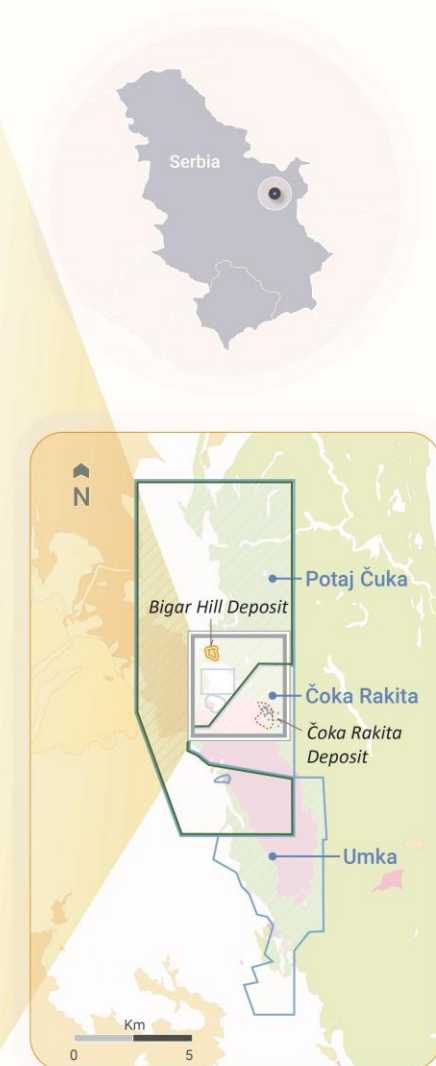 Serbia
N
Potaj Čuka
Bigar Hill Deposit
Čoka Rakita
Čoka Rakita
Deposit
Umka
Km
0 5